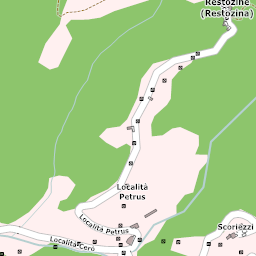 Restozine
(Restozina)
Località
Petrus
Località Petrus
Località Cerò
Scoriezzi